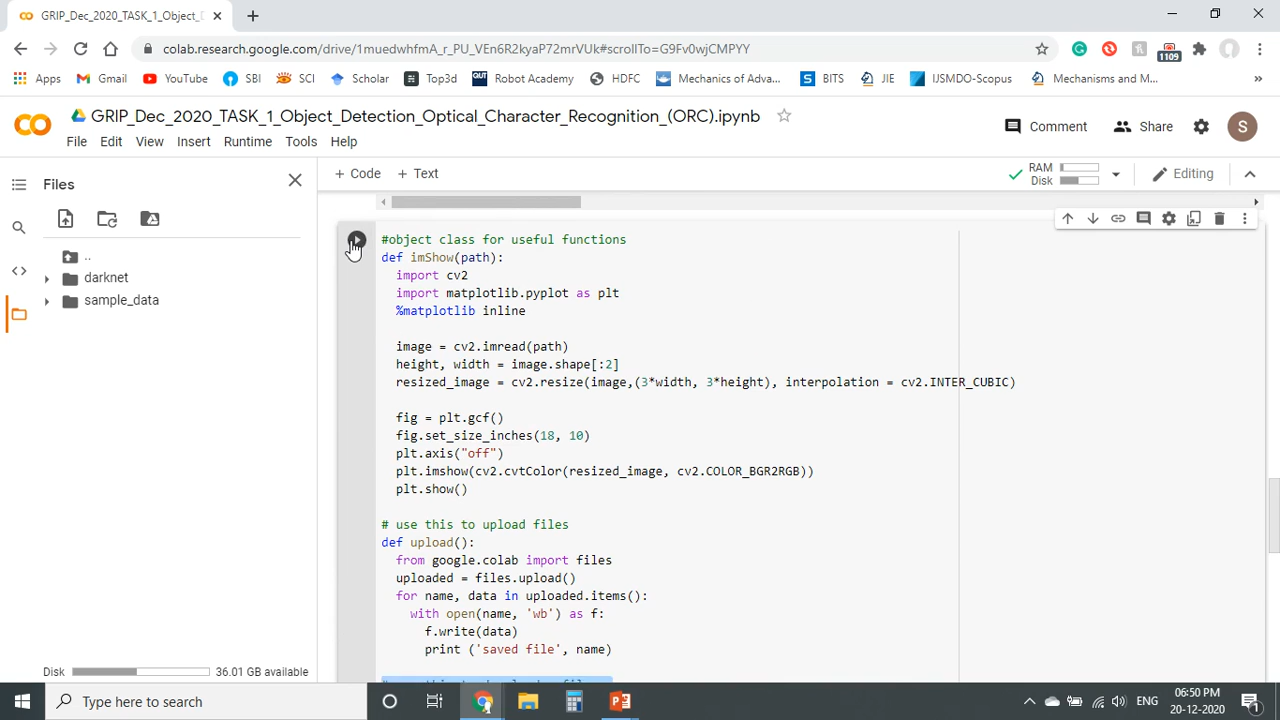 GRIP_Dec_2020_TASK_1_Object_D
colab.research.google.com/drive/1muedwhfmA_r_PU_VEn6R2kyaP72mrVUk#scrollTo=G9Fv0wjCMPYY
1109
Apps Gmail YouTube SBI SCI Scholar Top3d QUT Robot Academy HDFC Mechanics of Adva... BITS JIE IJSMDO-Scopus Mechanisms and M... »
GRIP_Dec_2020_TASK_1_Object_Detection_Optical_Character_Recognition_(ORC).ipynb
Comment Share S
File Edit View Insert Runtime Tools Help
Files
+ Code + Text
RAM
Disk
Editing
..
darknet
sample_data
#object class for useful functions
def imShow(path):
import cv2
import matplotlib.pyplot as plt
%matplotlib inline
image = cv2.imread(path)
height, width = image.shape[:2]
resized_image = cv2.resize(image,(3*width, 3*height), interpolation = cv2.INTER_CUBIC)
fig = plt.gcf()
fig.set_size_inches(18, 10)
plt.axis("off")
plt.imshow(cv2.cvtColor(resized_image, cv2.COLOR_BGR2RGB))
plt.show()
# use this to upload files
def upload():
from google.colab import files
uploaded = files.upload()
for name, data in uploaded.items():
with open(name, 'wb') as f:
f.write(data)
print ('saved file', name)
Disk 36.01 GB available
Type here to search
ENG
06:50 PM
20-12-2020
1